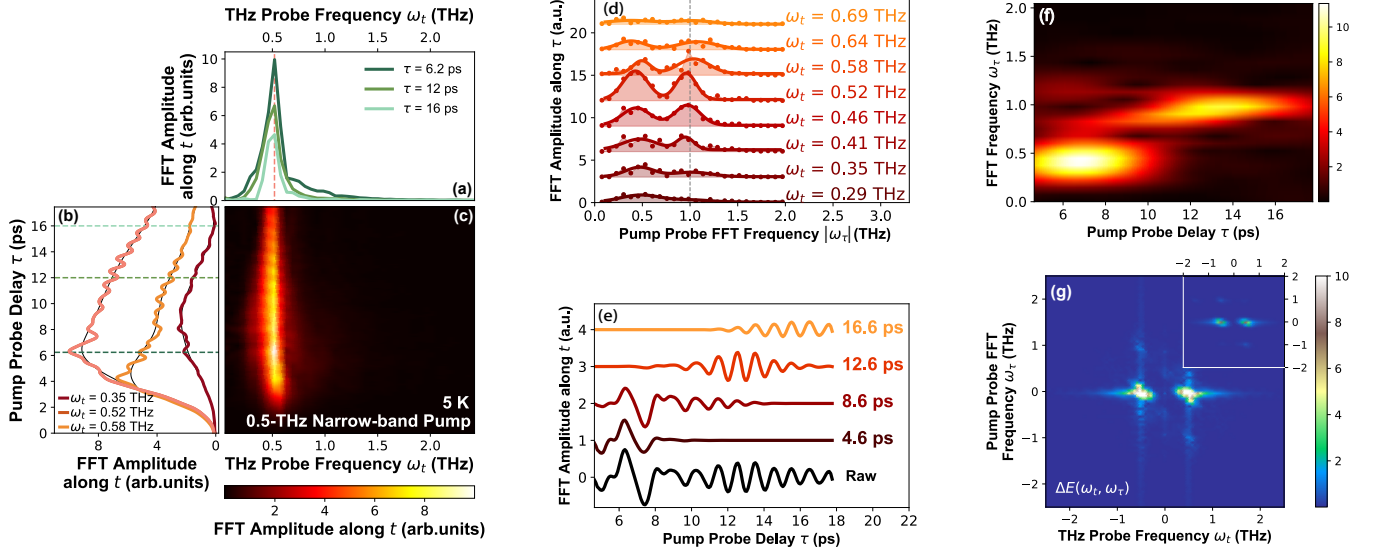 THz Probe Frequency ωt (THz)
0.0 0.5 1.0 1.5 2.0
FFT Amplitude
along t (arb.units)
10
8
6
4
2
0
τ = 6.2 ps
τ = 12 ps
τ = 16 ps
(a)
(b)
Pump Probe Delay τ (ps)
16
14
12
10
8
6
4
2
0
ωt = 0.35 THz
ωt = 0.52 THz
ωt = 0.58 THz
8 4 0
FFT Amplitude
along t (arb.units)
(c)
5 K
0.5-THz Narrow-band Pump
0.0 0.5 1.0 1.5 2.0
THz Probe Frequency ωt (THz)
2 4 6 8
FFT Amplitude along t (arb.units)
(d)
FFT Amplitude along τ (a.u.)
20
15
10
5
0
ωt = 0.69 THz
ωt = 0.64 THz
ωt = 0.58 THz
ωt = 0.52 THz
ωt = 0.46 THz
ωt = 0.41 THz
ωt = 0.35 THz
ωt = 0.29 THz
0.0 0.5 1.0 1.5 2.0 2.5 3.0
Pump Probe FFT Frequency |ωτ|(THz)
(e)
FFT Amplitude along t (a.u.)
4
3
2
1
0
16.6 ps
12.6 ps
8.6 ps
4.6 ps
Raw
6 8 10 12 14 16 18 20 22
Pump Probe Delay τ (ps)
(f)
FFT Frequency ωτ (THz)
2.0
1.5
1.0
0.5
0.0
6 8 10 12 14 16
Pump Probe Delay τ (ps)
10
8
6
4
2
(g)
Pump Probe FFT
Frequency ωτ (THz)
2
1
0
−1
−2
−2 −1 0 1 2
2
1
0
−1
−2
ΔE(ωt, ωτ)
−2 −1 0 1 2
THz Probe Frequency ωt (THz)
10
8
6
4
2